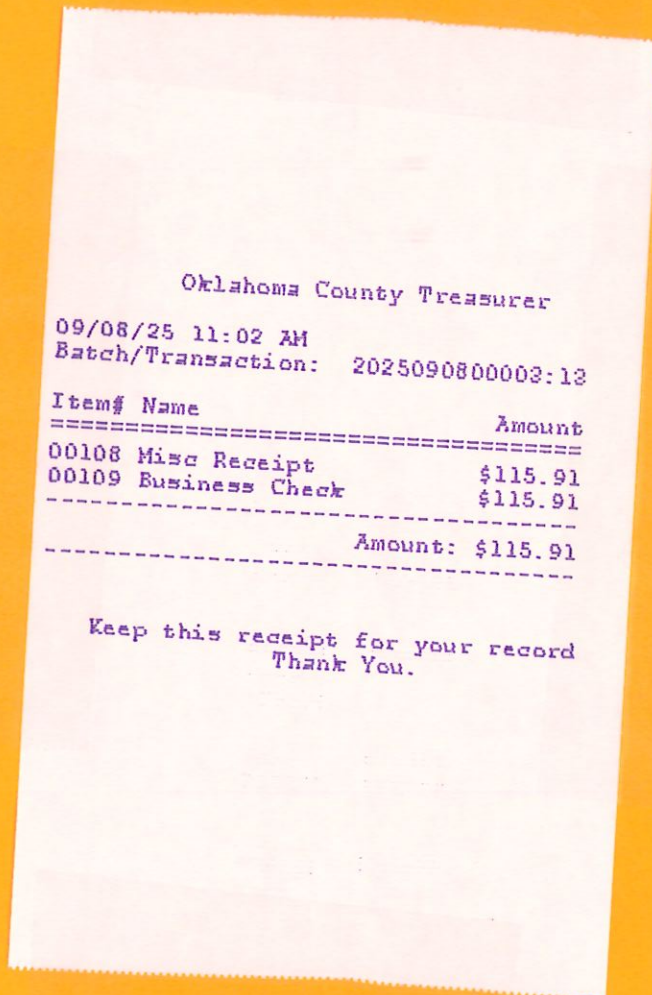 Oklahoma County Treasurer
09/08/25 11:02 AM
Batch/Transaction: 2025090800003:13
Item# Name Amount
===================================
00108 Misc Receipt $115.91
00109 Business Check $115.91
-----------------------------------
Amount: $115.91
-----------------------------------
Keep this receipt for your record
Thank You.